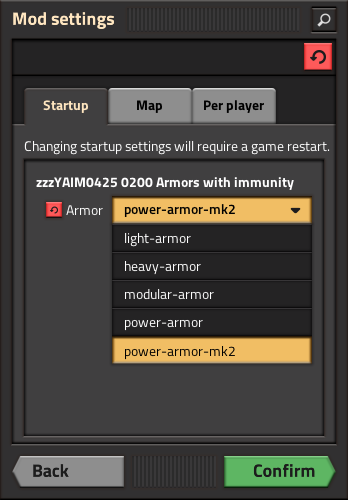 Mod settings
Startup
Map
Per player
Changing startup settings will require a game restart.
zzzYAIM0425 0200 Armors with immunity
Armor
power-armor-mk2
light-armor
heavy-armor
modular-armor
power-armor
power-armor-mk2
Back
Confirm